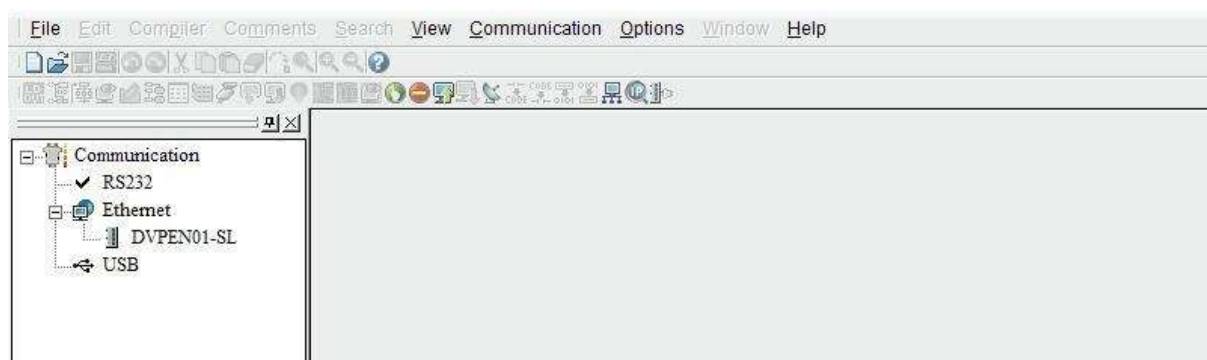 File Edit Compiler Comments Search View Communication Options Window Help
Communication
RS232
Ethernet
DVPEN01-SL
USB